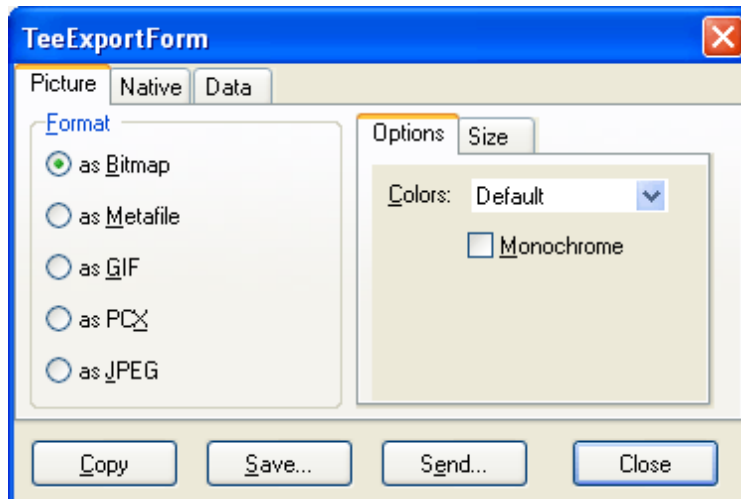 TeeExportForm
Picture Native Data
Format
as Bitmap
as Metafile
as GIF
as PCX
as JPEG
Options Size
Colors: Default
Monochrome
Copy Save... Send... Close